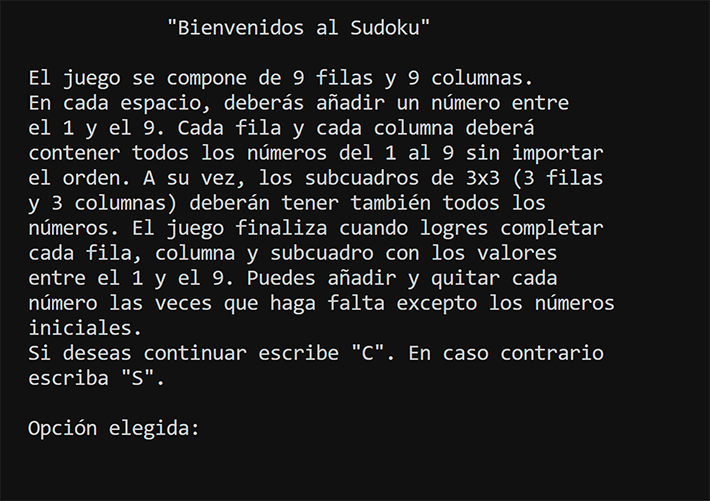 "Bienvenidos al Sudoku"
El juego se compone de 9 filas y 9 columnas.
En cada espacio, deberás añadir un número entre
el 1 y el 9. Cada fila y cada columna deberá
contener todos los números del 1 al 9 sin importar
el orden. A su vez, los subcuadros de 3x3 (3 filas
y 3 columnas) deberán tener también todos los
números. El juego finaliza cuando logres completar
cada fila, columna y subcuadro con los valores
entre el 1 y el 9. Puedes añadir y quitar cada
número las veces que haga falta excepto los números
iniciales.
Si deseas continuar escribe "C". En caso contrario
escriba "S".
Opción elegida: